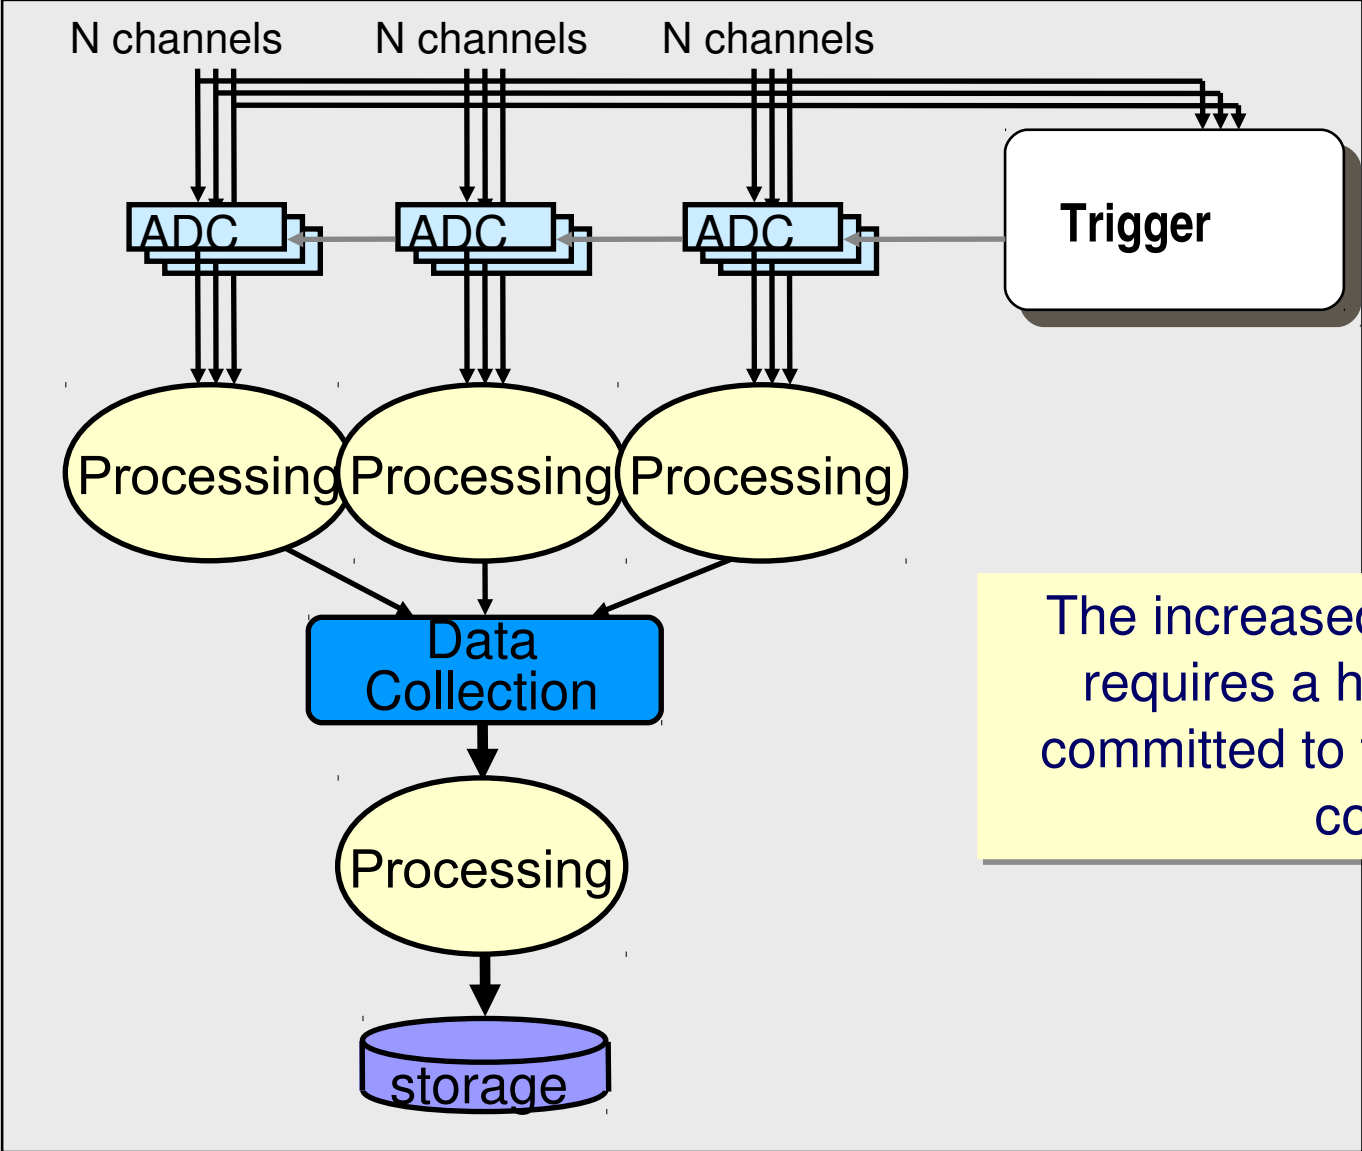 N channels N channels N channels
ADC ADC ADC
Trigger
Processing Processing Processing
The increased
requires a h
committed to
co
Data
Collection
Processing
storage